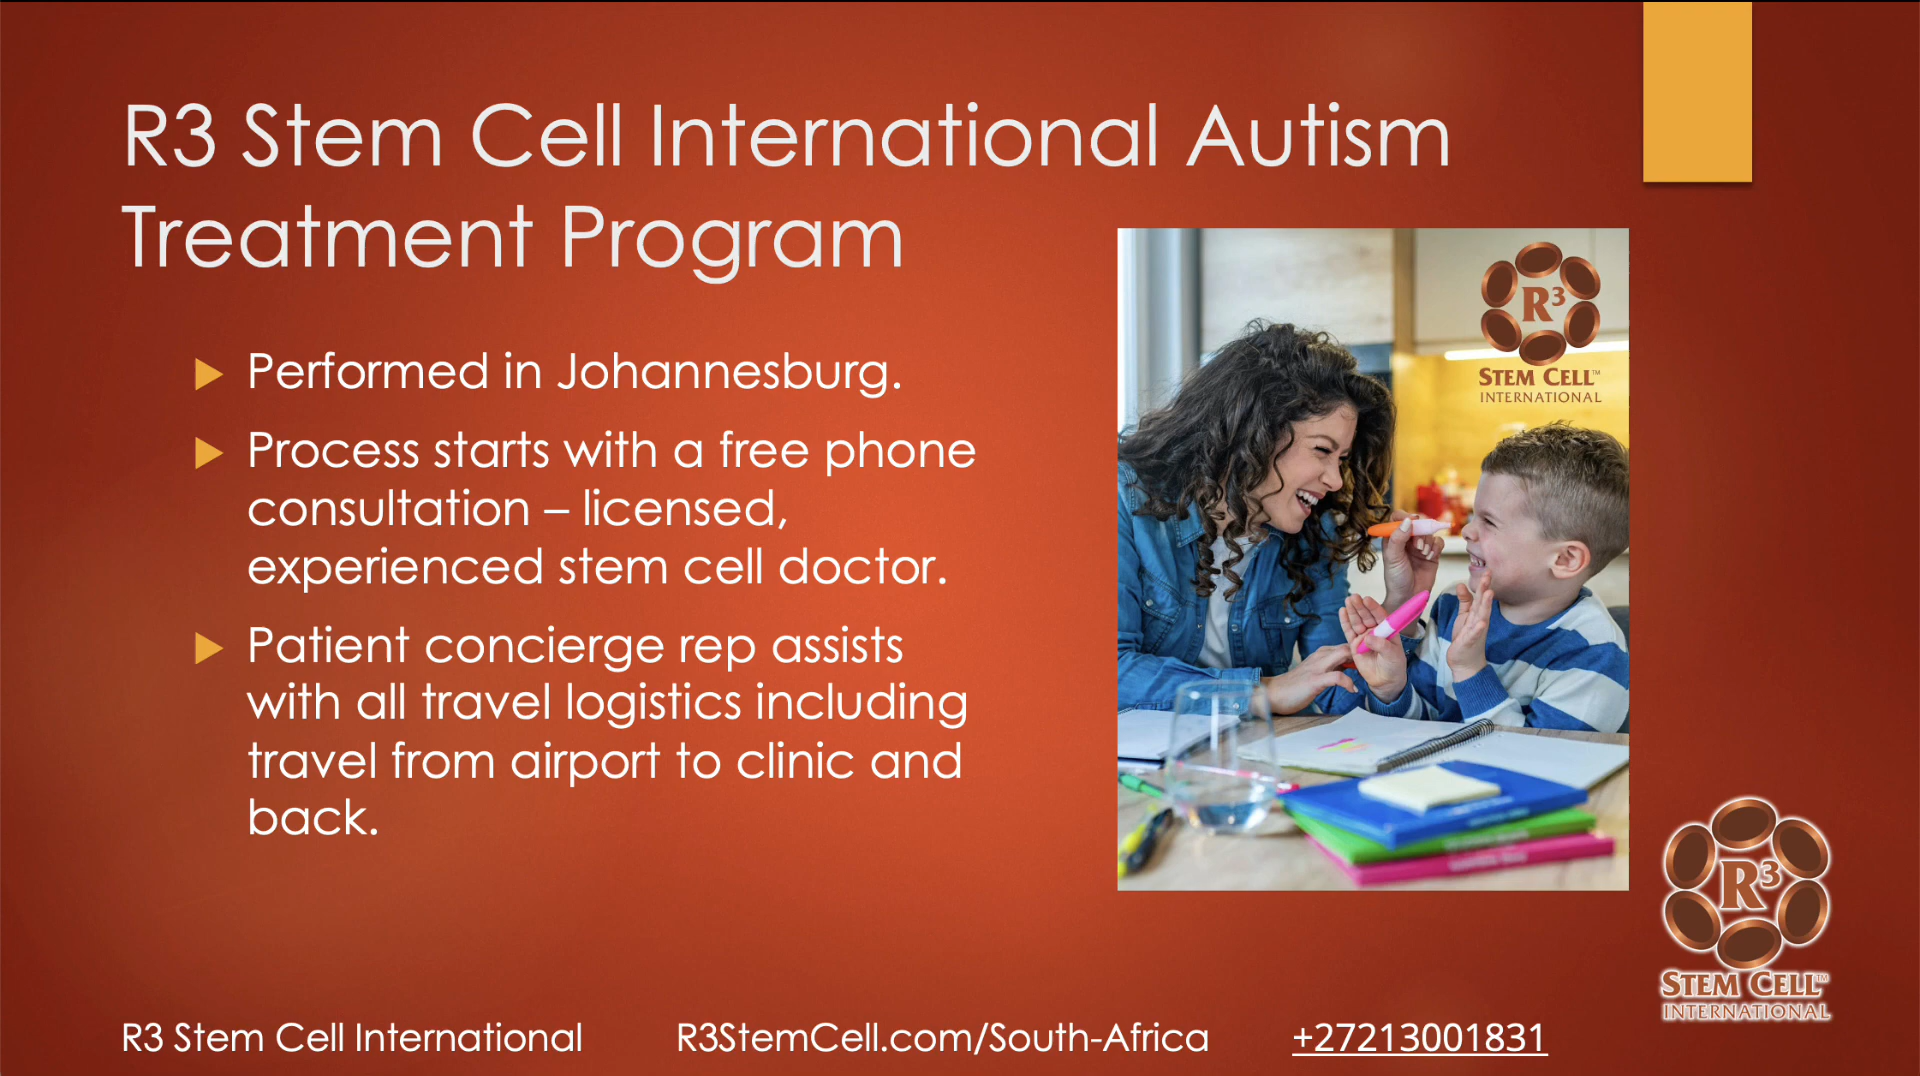 R3 Stem Cell International Autism
Treatment Program
Performed in Johannesburg.
Process starts with a free phone
consultation – licensed,
experienced stem cell doctor.
Patient concierge rep assists
with all travel logistics including
travel from airport to clinic and
back.
R³
STEM CELL™
INTERNATIONAL
R³
STEM CELL™
INTERNATIONAL
R3 Stem Cell International
R3StemCell.com/South-Africa
+27213001831